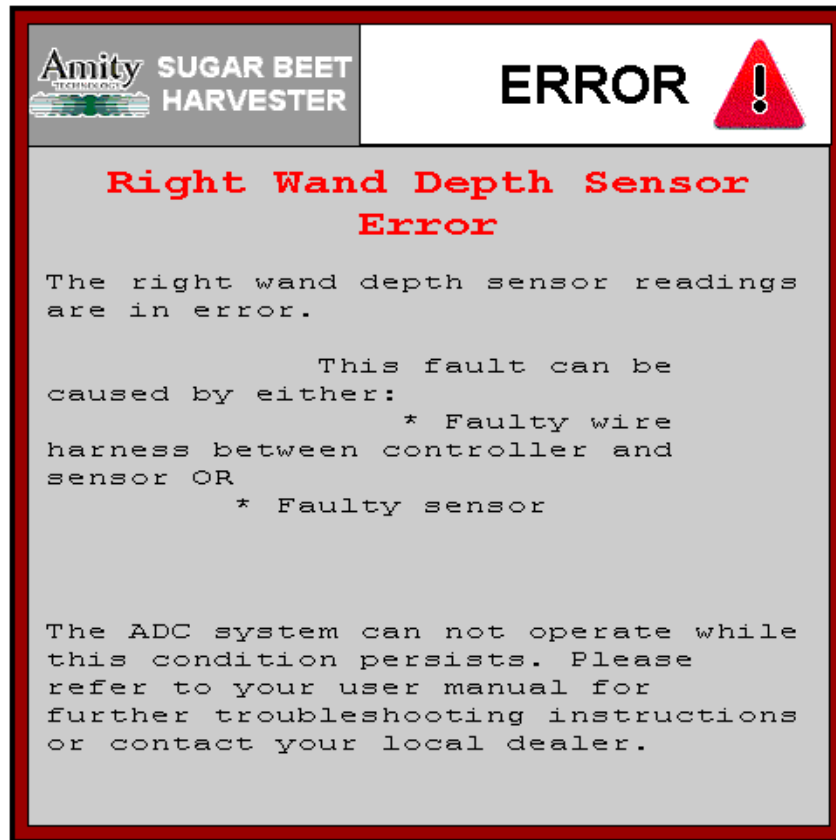 Amity SUGAR BEET
TECHNOLOGY HARVESTER
ERROR !
Right Wand Depth Sensor
Error
The right wand depth sensor readings
are in error.
This fault can be
caused by either:
* Faulty wire
harness between controller and
sensor OR
* Faulty sensor
The ADC system can not operate while
this condition persists. Please
refer to your user manual for
further troubleshooting instructions
or contact your local dealer.